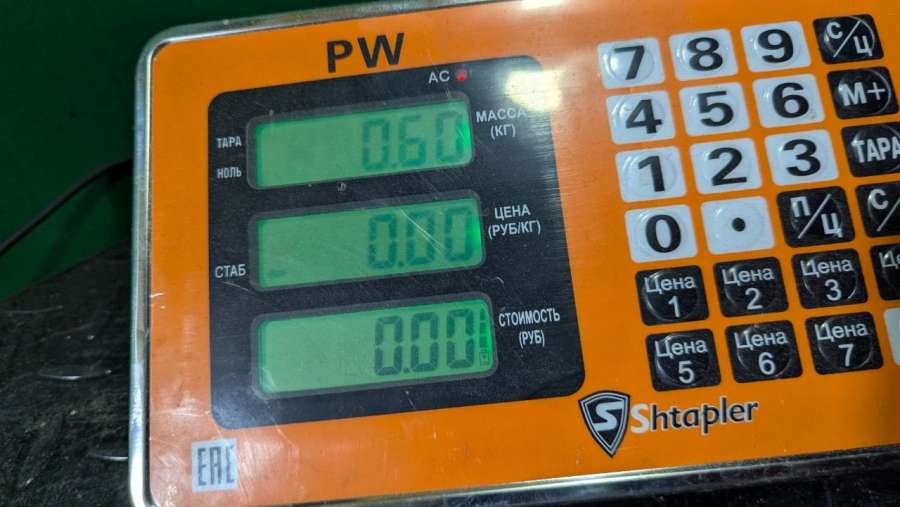 PW
AC
ТАРА
НОЛЬ
0.60
МАССА
(КГ)
0.00
ЦЕНА
(РУБ/КГ)
СТАБ
0.00
СТОИМОСТЬ
(РУБ)
7 8 9 С/Ц
4 5 6 М+
1 2 3 ТАРА
0 . П/Ц С/
Цена 1 Цена 2 Цена 3
Цена 5 Цена 6 Цена 7
S Shtapler
EAC